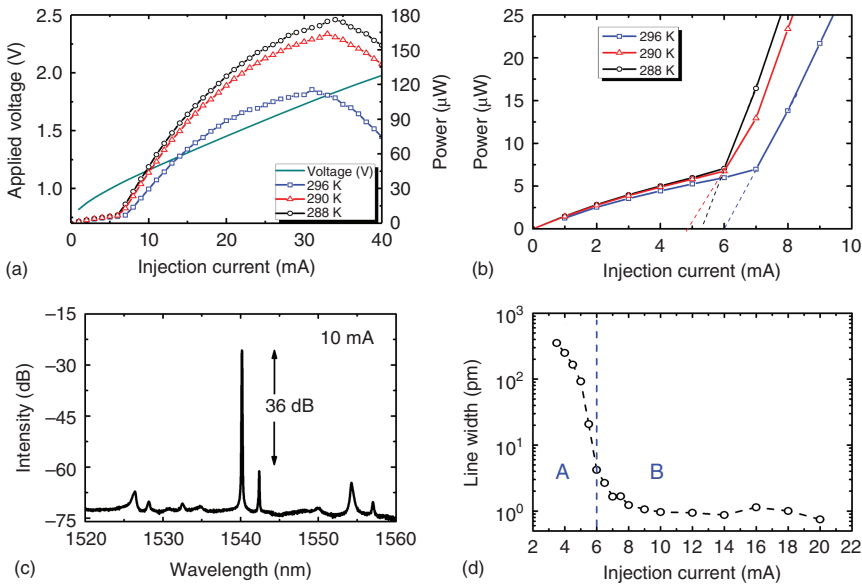 2.5
2.0
1.5
1.0
Applied voltage (V)
0
10
20
30
40
Injection current (mA)
180
150
120
90
60
30
0
Power (µW)
Voltage (V)
296 K
290 K
288 K
(a)
25
20
15
10
5
0
Power (µW)
296 K
290 K
288 K
0
2
4
6
8
10
Injection current (mA)
(b)
−15
−30
−45
−60
−75
Intensity (dB)
10 mA
36 dB
1520
1530
1540
1550
1560
Wavelength (nm)
(c)
10³
10²
10¹
10⁰
Line width (pm)
A
B
2
4
6
8
10
12
14
16
18
20
22
Injection current (mA)
(d)